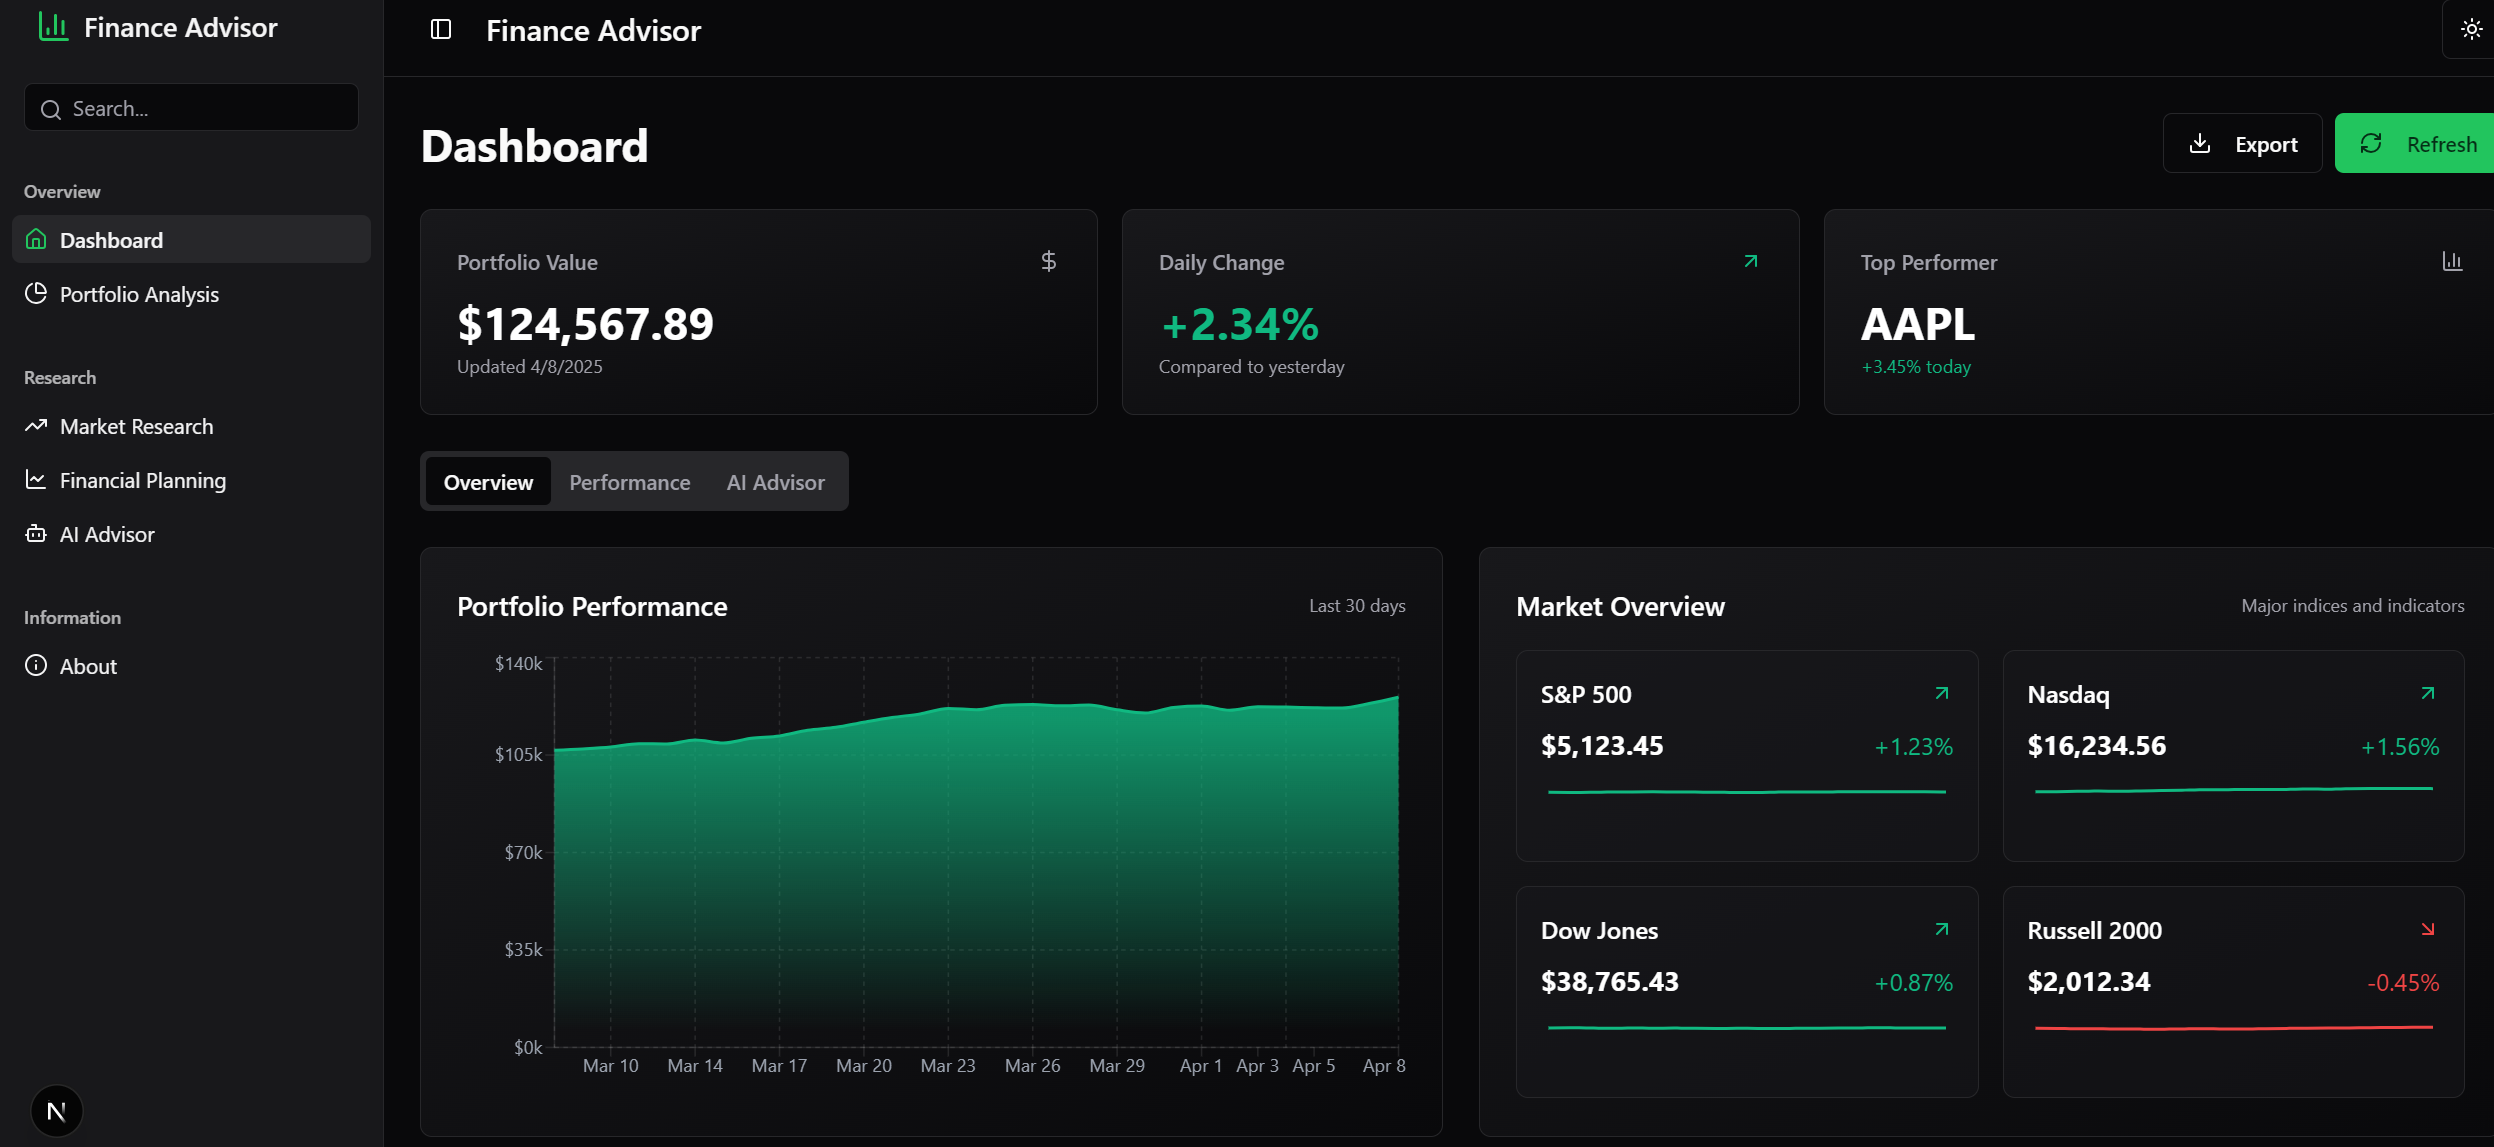 Finance Advisor
Search...
Overview
Dashboard
Portfolio Analysis
Research
Market Research
Financial Planning
AI Advisor
Information
About
N
Finance Advisor
Dashboard
Export
Refresh
Portfolio Value
$
$124,567.89
Updated 4/8/2025
Daily Change
+2.34%
Compared to yesterday
Top Performer
AAPL
+3.45% today
Overview Performance AI Advisor
Portfolio Performance Last 30 days
$140k
$105k
$70k
$35k
$0k
Mar 10 Mar 14 Mar 17 Mar 20 Mar 23 Mar 26 Mar 29 Apr 1 Apr 3 Apr 5 Apr 8
Market Overview Major indices and indicators
S&P 500
$5,123.45 +1.23%
Nasdaq
$16,234.56 +1.56%
Dow Jones
$38,765.43 +0.87%
Russell 2000
$2,012.34 -0.45%